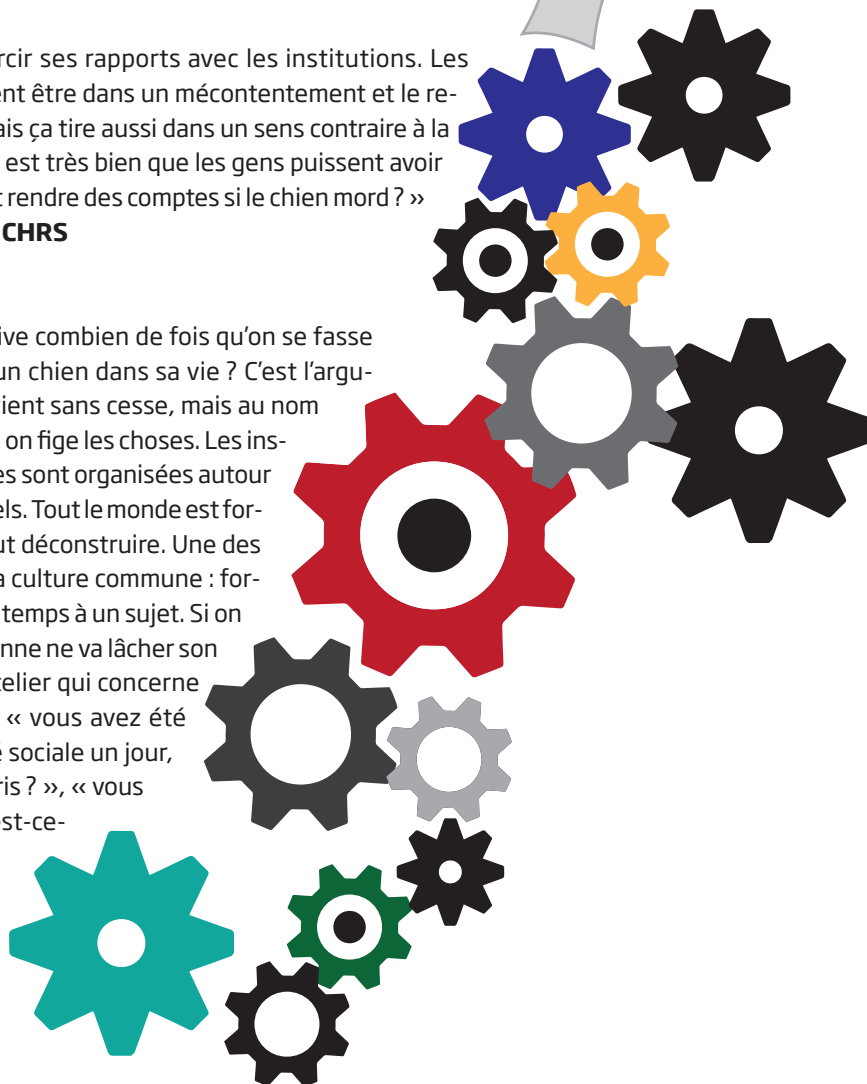 rcir ses rapports avec les institutions. Les
ent être dans un mécontentement et le re-
ais ça tire aussi dans un sens contraire à la
est très bien que les gens puissent avoir
t rendre des comptes si le chien mord ? »
CHRS
ive combien de fois qu’on se fasse
un chien dans sa vie ? C’est l’argu-
ient sans cesse, mais au nom
on fige les choses. Les ins-
es sont organisées autour
els. Tout le monde est for-
ut déconstruire. Une des
a culture commune : for-
temps à un sujet. Si on
onne ne va lâcher son
telier qui concerne
« vous avez été
é sociale un jour,
ris ? », « vous
est-ce-